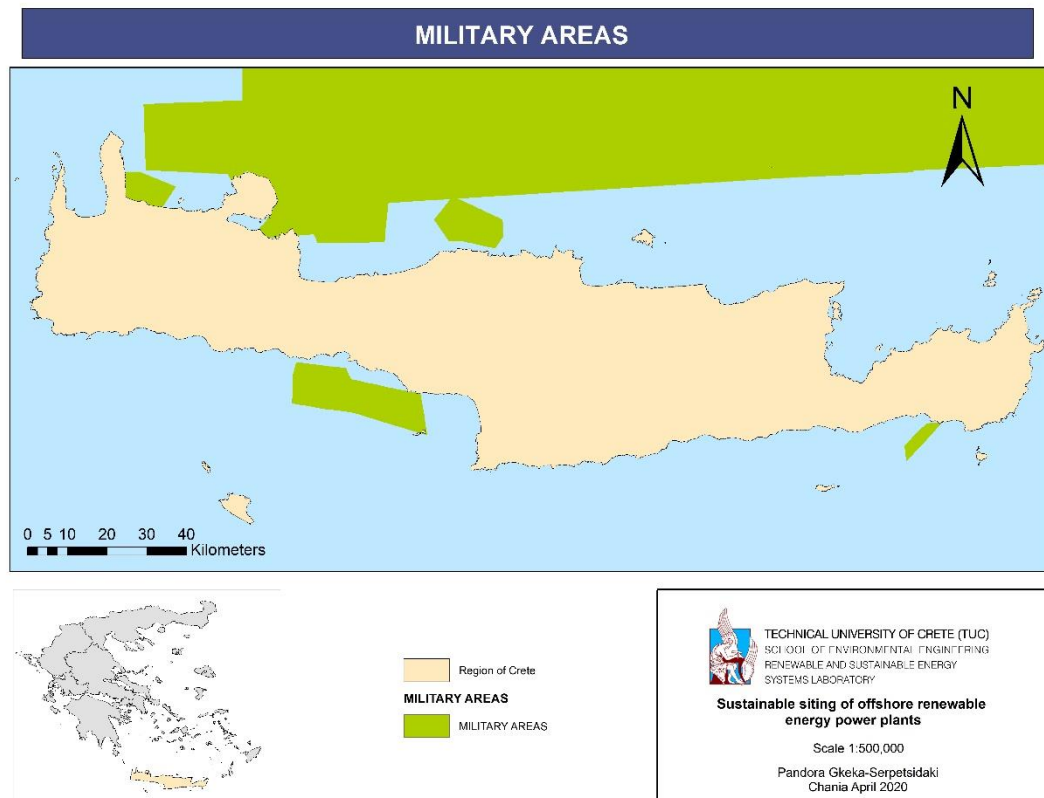 MILITARY AREAS
N
0 5 10 20 30 40
Kilometers
Region of Crete
MILITARY AREAS
MILITARY AREAS
TECHNICAL UNIVERSITY OF CRETE (TUC)
SCHOOL OF ENVIRONMENTAL ENGINEERING
RENEWABLE AND SUSTAINABLE ENERGY
SYSTEMS LABORATORY
Sustainable siting of offshore renewable
energy power plants
Scale 1:500,000
Pandora Gkeka-Serpetsidaki
Chania April 2020